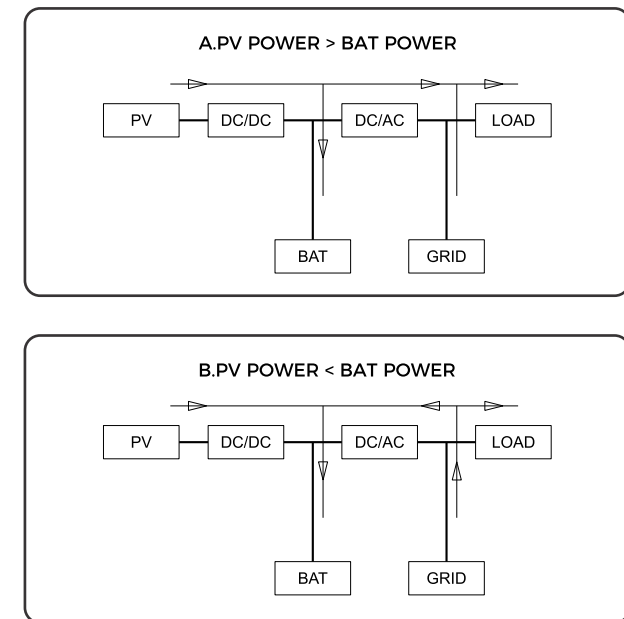 A.PV POWER > BAT POWER
PV DC/DC DC/AC LOAD
BAT GRID
B.PV POWER < BAT POWER
PV DC/DC DC/AC LOAD
BAT GRID